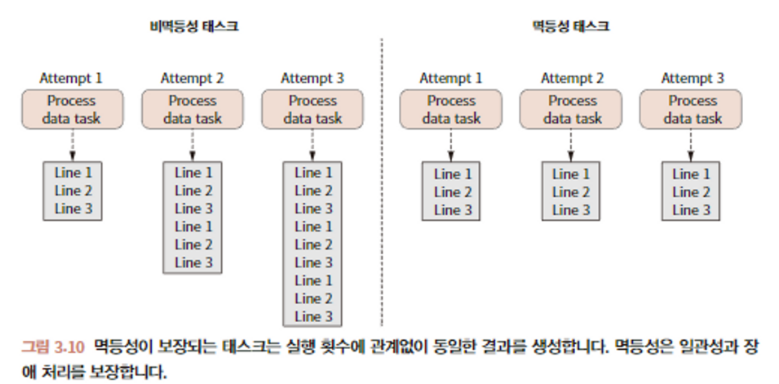 비멱등성 태스크
멱등성 태스크
Attempt 1
Attempt 2
Attempt 3
Attempt 1
Attempt 2
Attempt 3
Process
data task
Process
data task
Process
data task
Process
data task
Process
data task
Process
data task
Line 1
Line 2
Line 3
Line 1
Line 2
Line 3
Line 1
Line 2
Line 3
Line 1
Line 2
Line 3
Line 1
Line 2
Line 3
Line 1
Line 2
Line 3
Line 1
Line 2
Line 3
Line 1
Line 2
Line 3
Line 1
Line 2
Line 3
그림 3.10 멱등성이 보장되는 태스크는 실행 횟수에 관계없이 동일한 결과를 생성합니다. 멱등성은 일관성과 장
애 처리를 보장합니다.